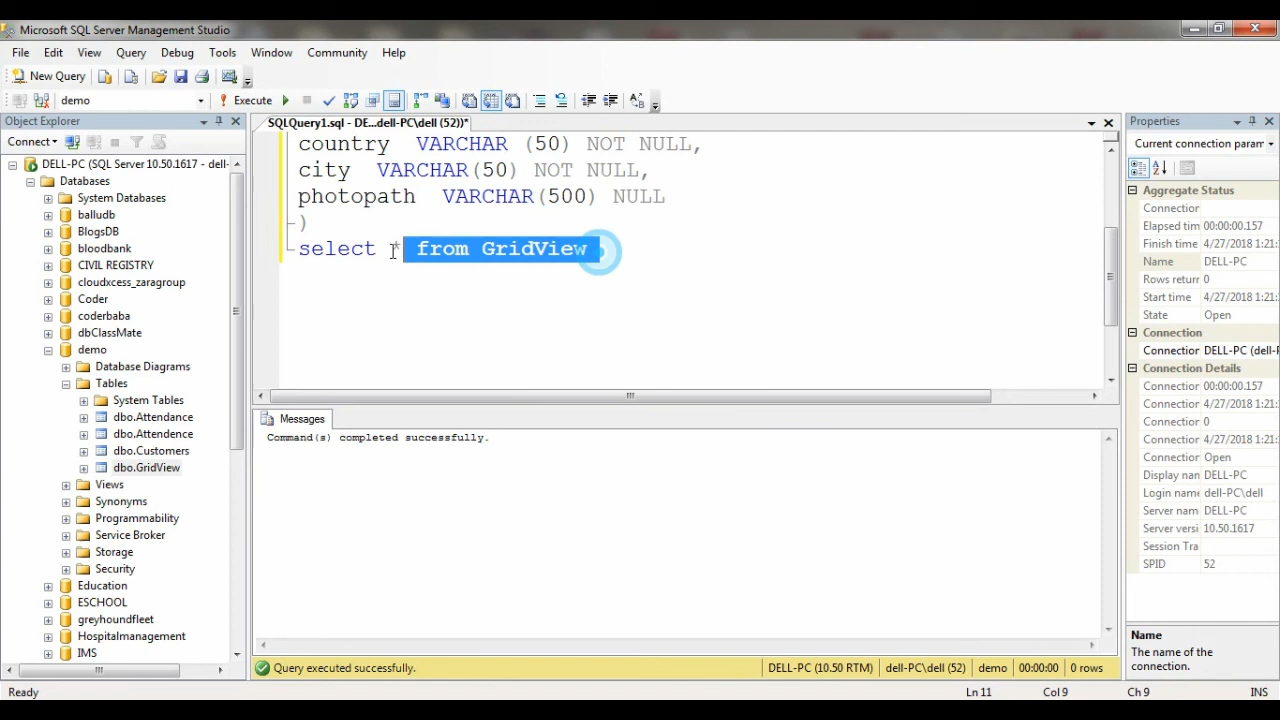 Microsoft SQL Server Management Studio
File Edit View Query Debug Tools Window Community Help
New Query
demo Execute
Object Explorer
Connect
DELL-PC (SQL Server 10.50.1617 - dell-
Databases
System Databases
balludb
BlogsDB
bloodbank
CIVIL REGISTRY
cloudxcess_zaragroup
Coder
coderbaba
dbClassMate
demo
Database Diagrams
Tables
System Tables
dbo.Attendance
dbo.Attendence
dbo.Customers
dbo.GridView
Views
Synonyms
Programmability
Service Broker
Storage
Security
Education
ESCHOOL
greyhoundfleet
Hospitalmanagement
IMS
SQLQuery1.sql - DE...dell-PC\dell (52))*
country VARCHAR (50) NOT NULL,
city VARCHAR(50) NOT NULL,
photopath VARCHAR(500) NULL
)
select * from GridView
Messages
Command(s) completed successfully.
Query executed successfully. DELL-PC (10.50 RTM) dell-PC\dell (52) demo 00:00:00 0 rows
Properties
Current connection param
Aggregate Status
Connection
Elapsed tim 00:00:00.157
Finish time 4/27/2018 1:21:
Name DELL-PC
Rows returr 0
Start time 4/27/2018 1:21:
State Open
Connection
Connection DELL-PC (dell-P
Connection Details
Connection 00:00:00.157
Connection 4/27/2018 1:21:
Connection 0
Connection 4/27/2018 1:21:
Connection Open
Display nan DELL-PC
Login name dell-PC\dell
Server nam DELL-PC
Server versi 10.50.1617
Session Tra
SPID 52
Name
The name of the
connection.
Ready Ln 11 Col 9 Ch 9 INS